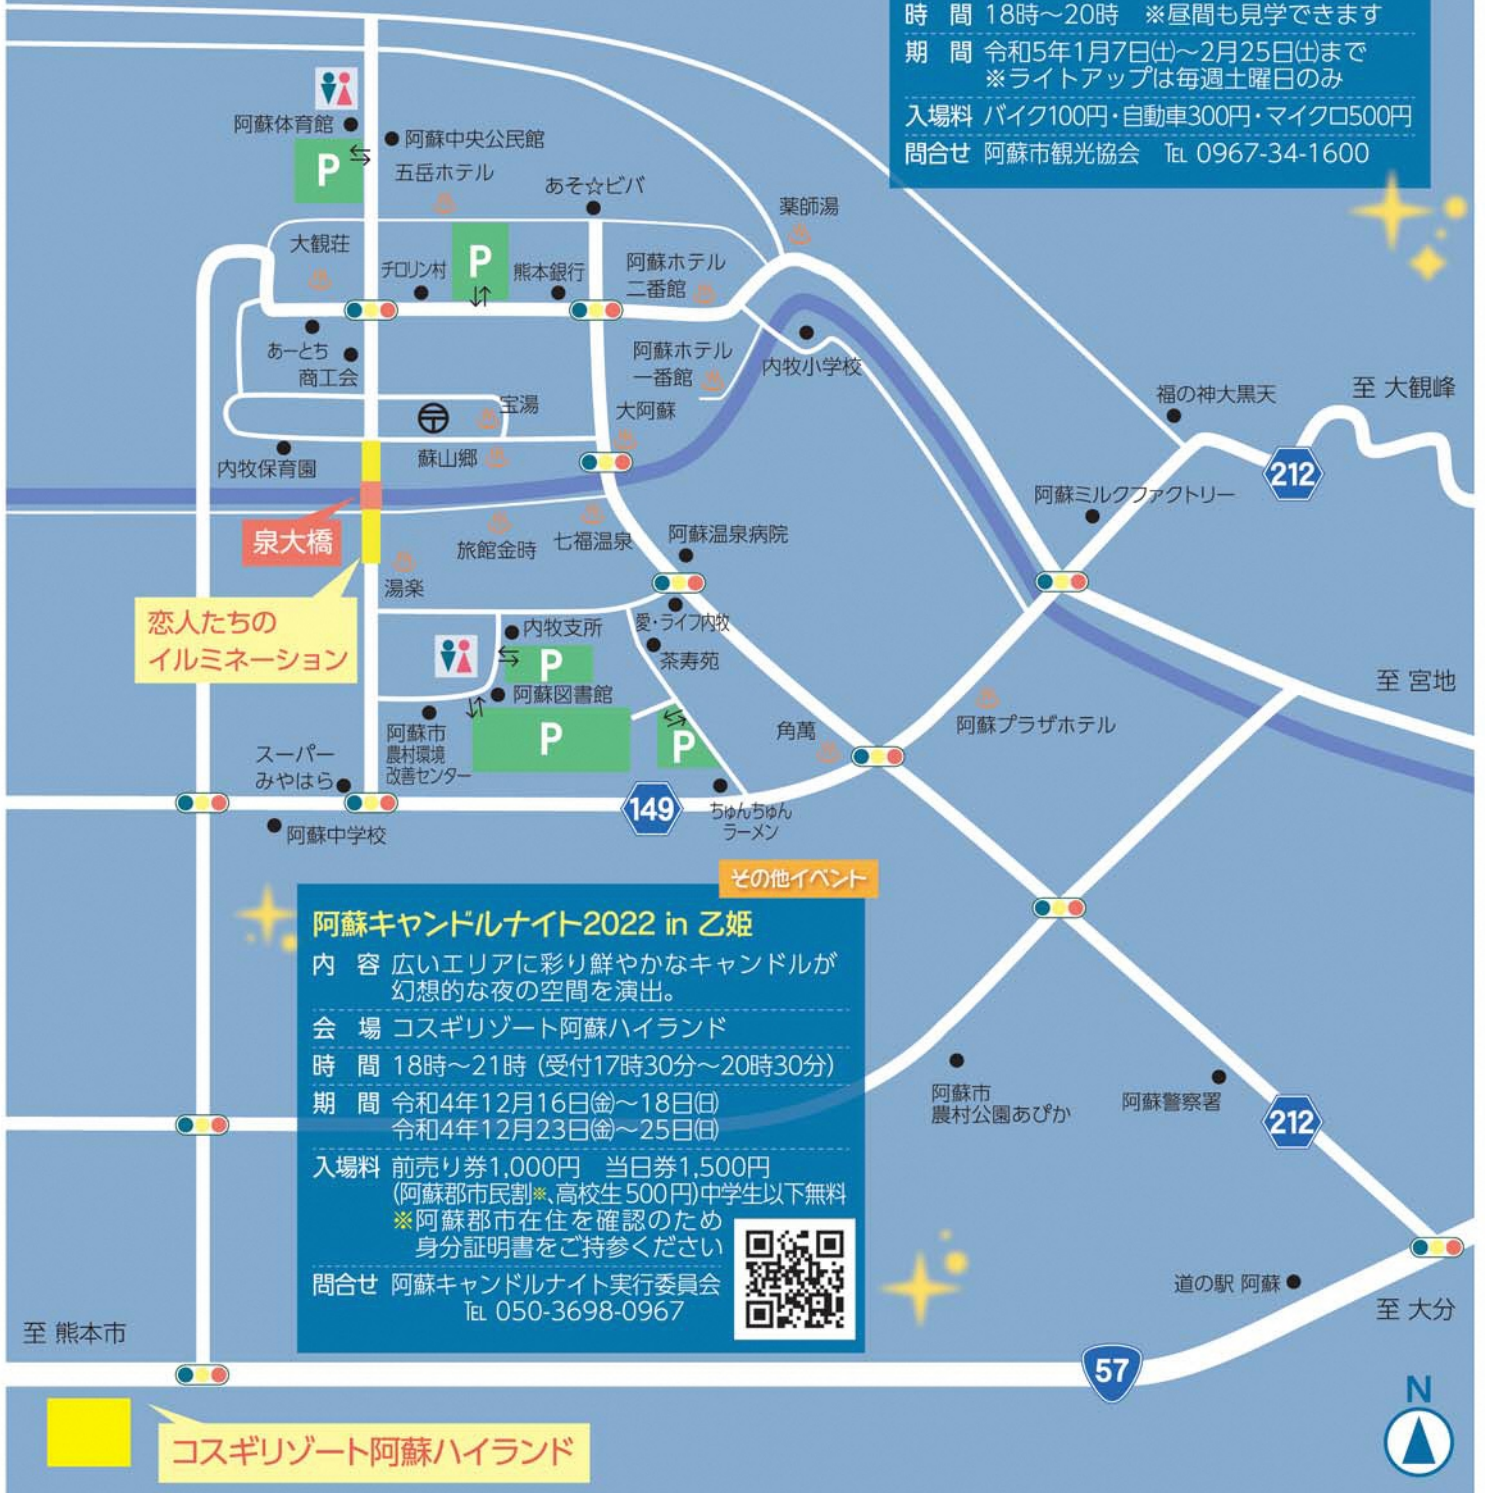 時　間 18時～20時　※昼間も見学できます
期　間 令和5年1月7日㈯～2月25日㈯まで
※ライトアップは毎週土曜日のみ
入場料 バイク100円・自動車300円・マイクロ500円
問合せ 阿蘇市観光協会　℡ 0967-34-1600
阿蘇体育館
P
阿蘇中央公民館
五岳ホテル
あそ☆ビバ
薬師湯
大観荘
チロリン村
P
熊本銀行
阿蘇ホテル
二番館
あーとち
商工会
阿蘇ホテル
一番館
内牧小学校
福の神大黒天
至 大観峰
宝湯
大阿蘇
内牧保育園
蘇山郷
212
阿蘇ミルクファクトリー
泉大橋
旅館金時
七福温泉
阿蘇温泉病院
湯楽
恋人たちの
イルミネーション
内牧支所
愛・ライフ内牧
P
茶寿苑
阿蘇図書館
至 宮地
阿蘇市
農村環境
改善センター
P
P
角萬
阿蘇プラザホテル
スーパー
みやはら
149
ちゅんちゅん
ラーメン
阿蘇中学校
その他イベント
阿蘇キャンドルナイト2022 in 乙姫
内　容 広いエリアに彩り鮮やかなキャンドルが
幻想的な夜の空間を演出。
会　場 コスギリゾート阿蘇ハイランド
時　間 18時～21時（受付17時30分～20時30分）
期　間 令和4年12月16日㈮～18日㈰
令和4年12月23日㈮～25日㈰
入場料 前売り券1,000円　当日券1,500円
(阿蘇郡市民割※、高校生500円)中学生以下無料
※阿蘇郡市在住を確認のため
身分証明書をご持参ください
問合せ 阿蘇キャンドルナイト実行委員会
℡ 050-3698-0967
阿蘇市
農村公園あぴか
阿蘇警察署
212
道の駅 阿蘇
至 大分
至 熊本市
57
N
コスギリゾート阿蘇ハイランド